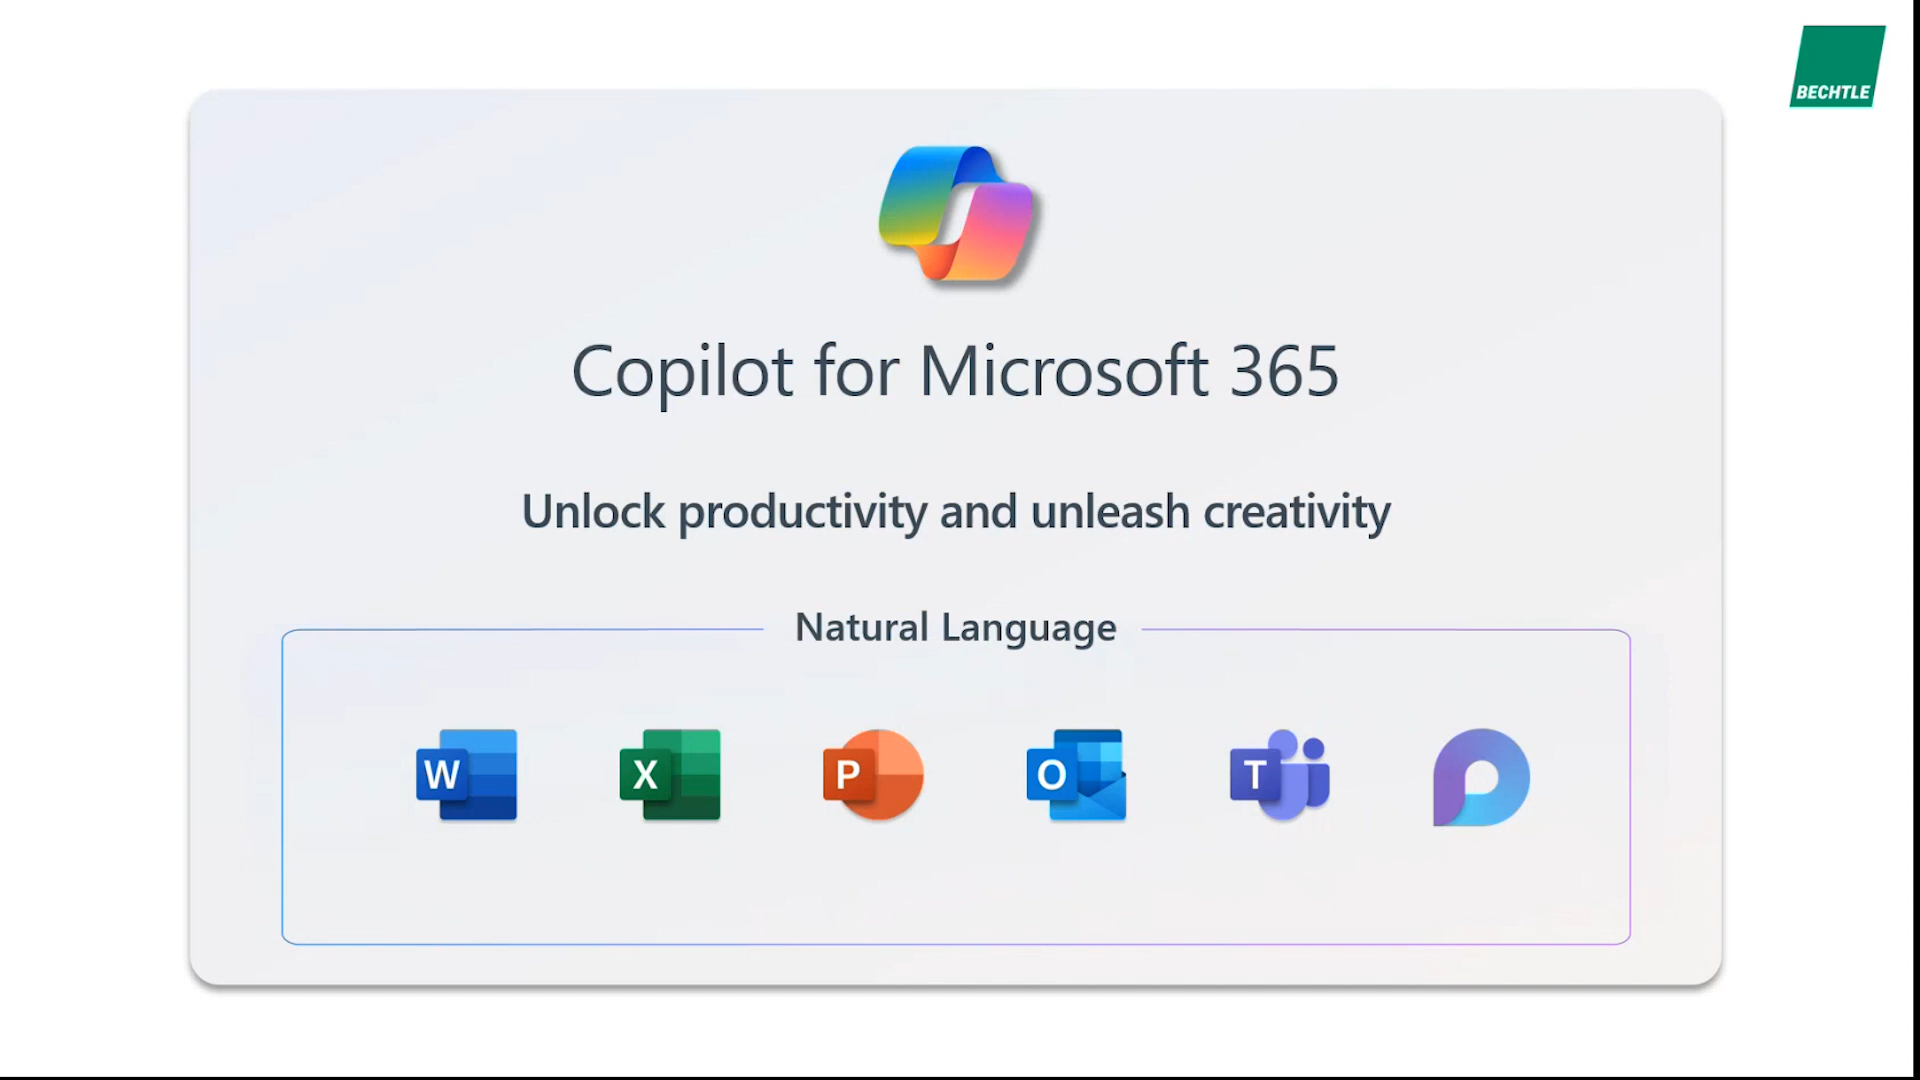 BECHTLE
Copilot for Microsoft 365
Unlock productivity and unleash creativity
Natural Language
W X P O T